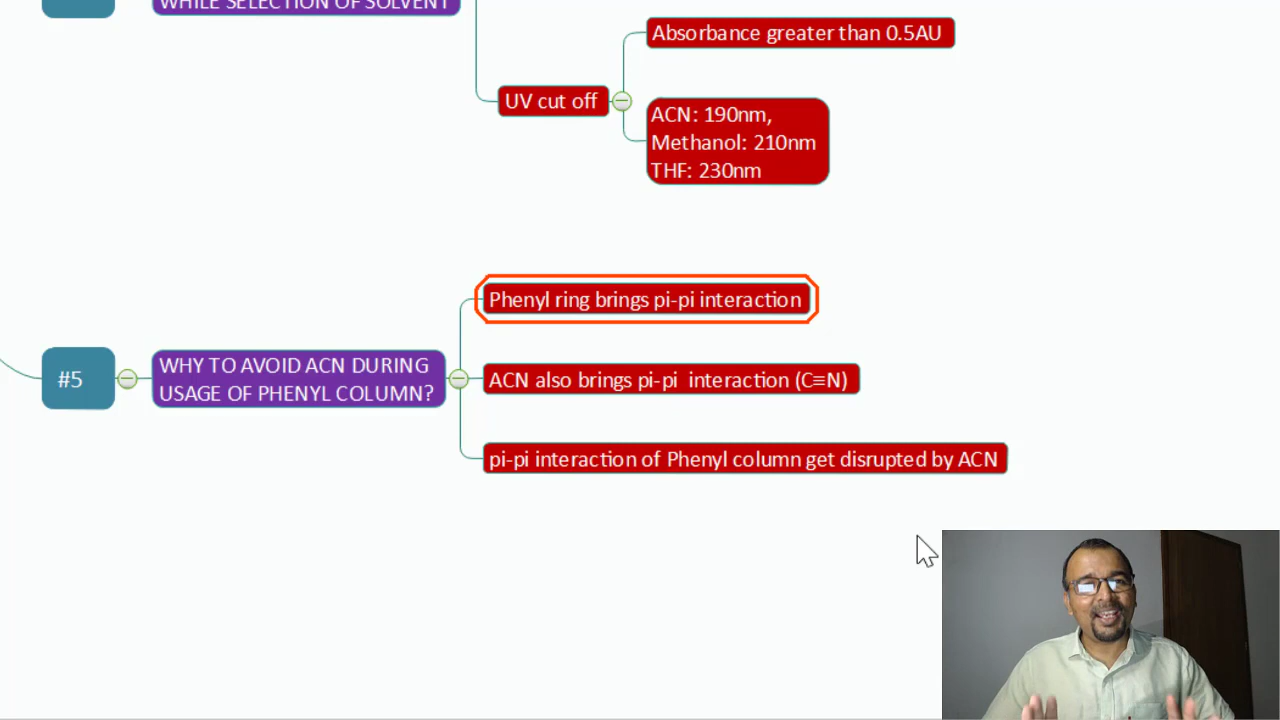 WHILE SELECTION OF SOLVENT
Absorbance greater than 0.5AU
UV cut off
ACN: 190nm,
Methanol: 210nm
THF: 230nm
#5
WHY TO AVOID ACN DURING
USAGE OF PHENYL COLUMN?
Phenyl ring brings pi-pi interaction
ACN also brings pi-pi  interaction (C≡N)
pi-pi interaction of Phenyl column get disrupted by ACN